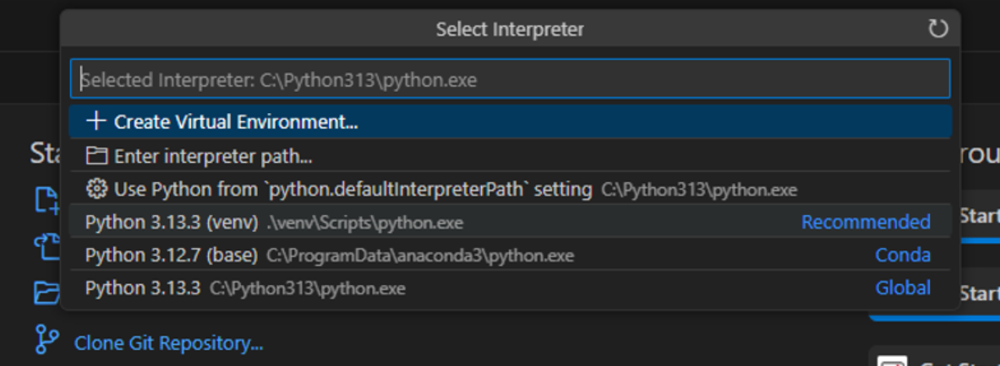 Select Interpreter
Selected Interpreter: C:\Python313\python.exe
Create Virtual Environment...
Enter interpreter path...
Use Python from `python.defaultInterpreterPath` setting C:\Python313\python.exe
Python 3.13.3 (venv) .\venv\Scripts\python.exe Recommended
Python 3.12.7 (base) C:\ProgramData\anaconda3\python.exe Conda
Python 3.13.3 C:\Python313\python.exe Global
Start
Start
Clone Git Repository...